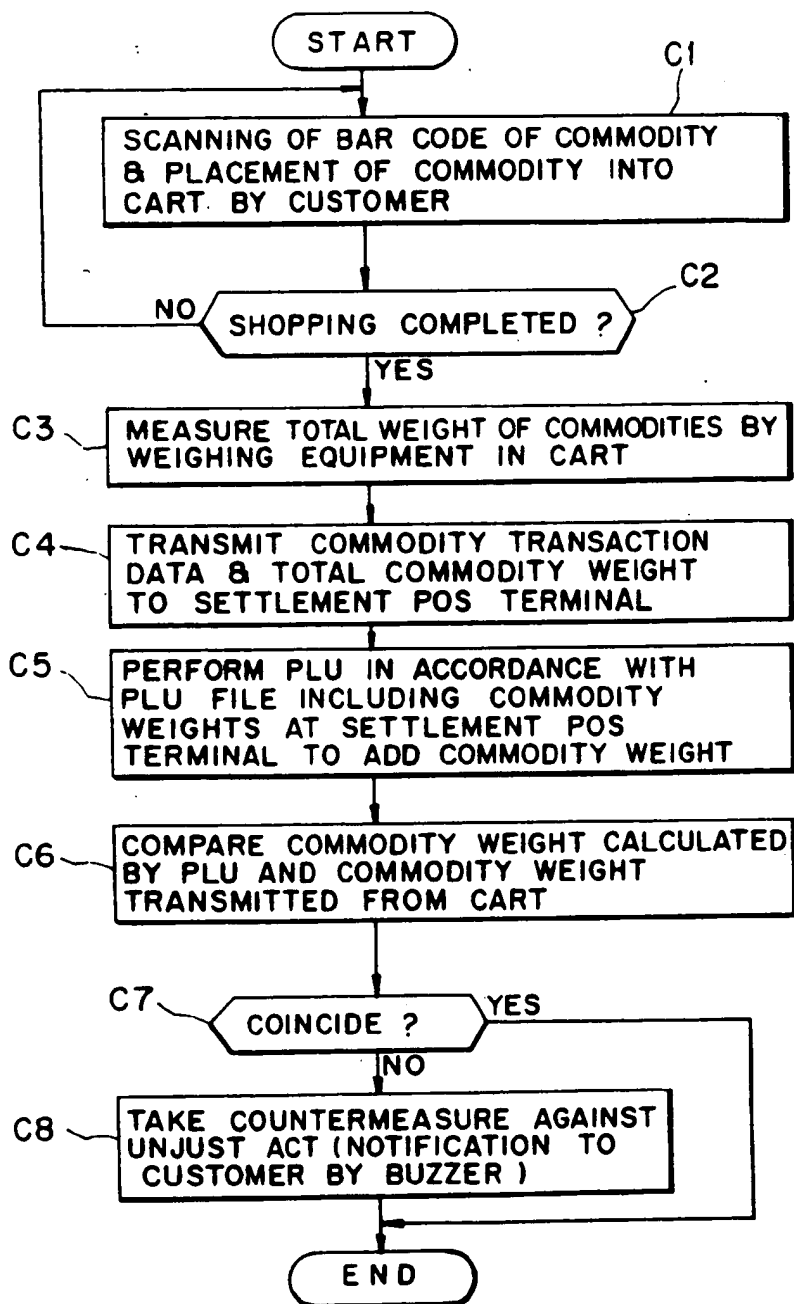 START
C1
SCANNING OF BAR CODE OF COMMODITY
& PLACEMENT OF COMMODITY INTO
CART BY CUSTOMER
C2
NO
SHOPPING COMPLETED ?
YES
C3
MEASURE TOTAL WEIGHT OF COMMODITIES BY
WEIGHING EQUIPMENT IN CART
C4
TRANSMIT COMMODITY TRANSACTION
DATA & TOTAL COMMODITY WEIGHT
TO SETTLEMENT POS TERMINAL
C5
PERFORM PLU IN ACCORDANCE WITH
PLU FILE INCLUDING COMMODITY
WEIGHTS AT SETTLEMENT POS
TERMINAL TO ADD COMMODITY WEIGHT
C6
COMPARE COMMODITY WEIGHT CALCULATED
BY PLU AND COMMODITY WEIGHT
TRANSMITTED FROM CART
C7
COINCIDE ?
YES
NO
C8
TAKE COUNTERMEASURE AGAINST
UNJUST ACT (NOTIFICATION TO
CUSTOMER BY BUZZER)
END